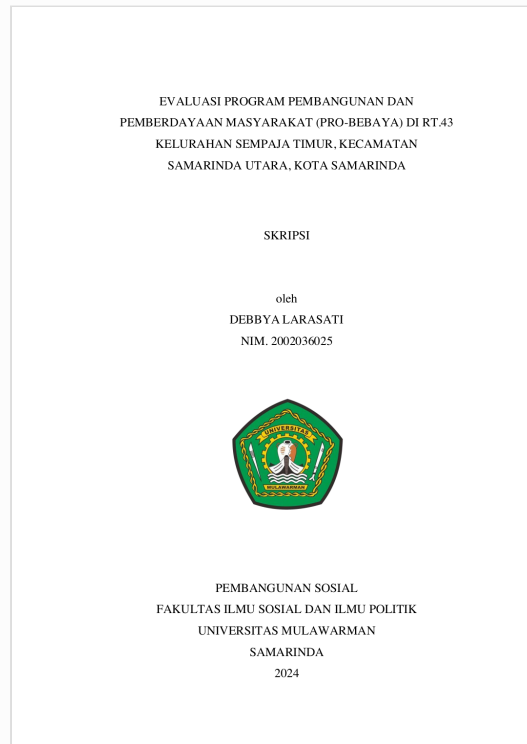 EVALUASI PROGRAM PEMBANGUNAN DAN
PEMBERDAYAAN MASYARAKAT (PRO-BEBAYA) DI RT.43
KELURAHAN SEMPAJA TIMUR, KECAMATAN
SAMARINDA UTARA, KOTA SAMARINDA
SKRIPSI
oleh
DEBBYA LARASATI
NIM. 2002036025
UNIVERSITAS
MULAWARMAN
PEMBANGUNAN SOSIAL
FAKULTAS ILMU SOSIAL DAN ILMU POLITIK
UNIVERSITAS MULAWARMAN
SAMARINDA
2024